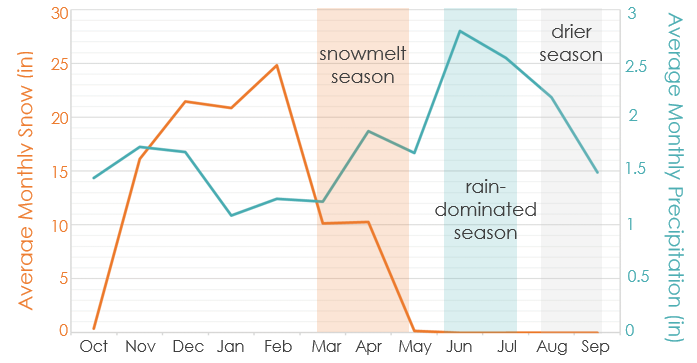 Average Monthly Snow (in)
30
25
20
15
10
5
0
snowmelt
season
rain-
dominated
season
drier
season
3
2.5
2
1.5
1
0.5
0
Average Monthly Precipitation (in)
Oct Nov Dec Jan Feb Mar Apr May Jun Jul Aug Sep